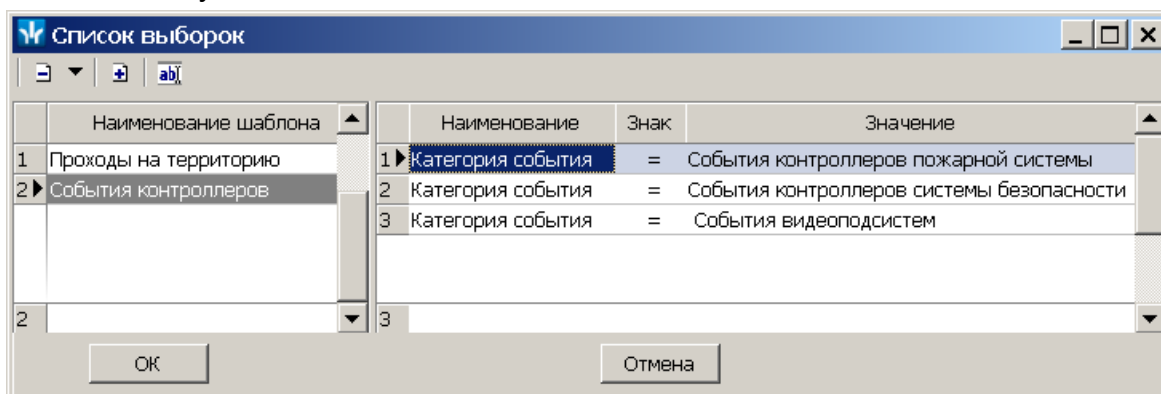 Список выборок
ab
Наименование шаблона
Наименование Знак Значение
1 Проходы на территорию
1 Категория события = События контроллеров пожарной системы
2 События контроллеров
2 Категория события = События контроллеров системы безопасности
3 Категория события = События видеоподсистем
2
3
ОК
Отмена